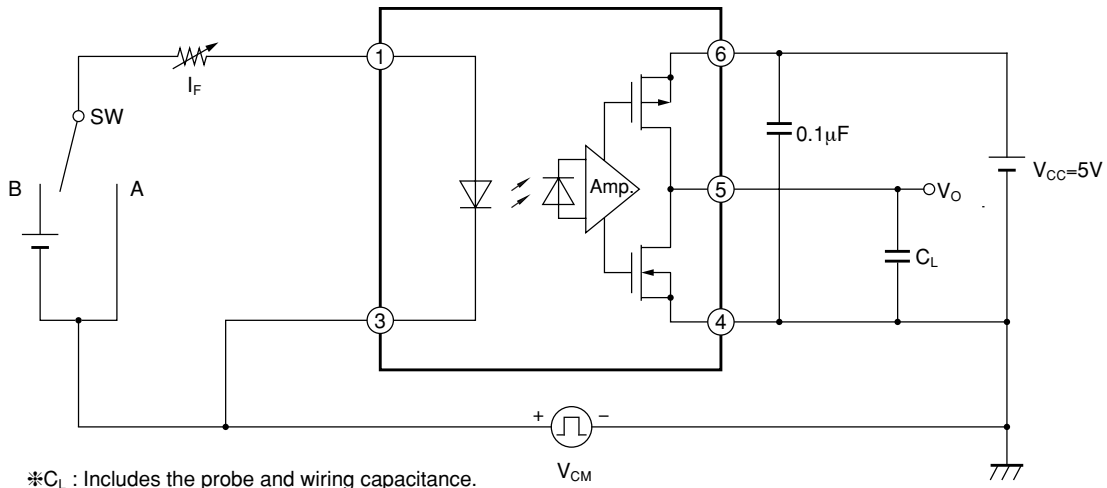 1
6
I_F
SW
0.1µF
V_CC=5V
B
A
Amp.
5
V_O
C_L
3
4
+
−
V_CM
※C_L : Includes the probe and wiring capacitance.